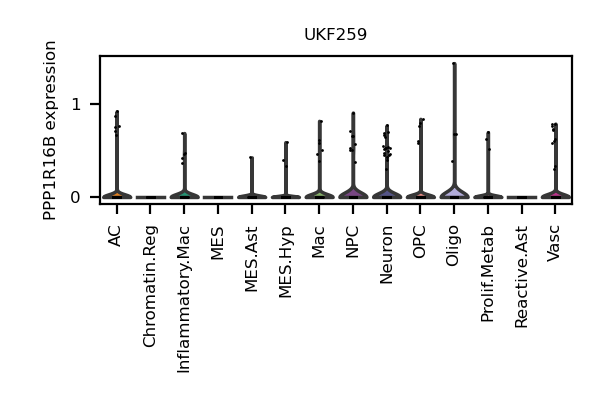 UKF259
PPP1R16B expression
1
0
AC
Chromatin.Reg
Inflammatory.Mac
MES
MES.Ast
MES.Hyp
Mac
NPC
Neuron
OPC
Oligo
Prolif.Metab
Reactive.Ast
Vasc